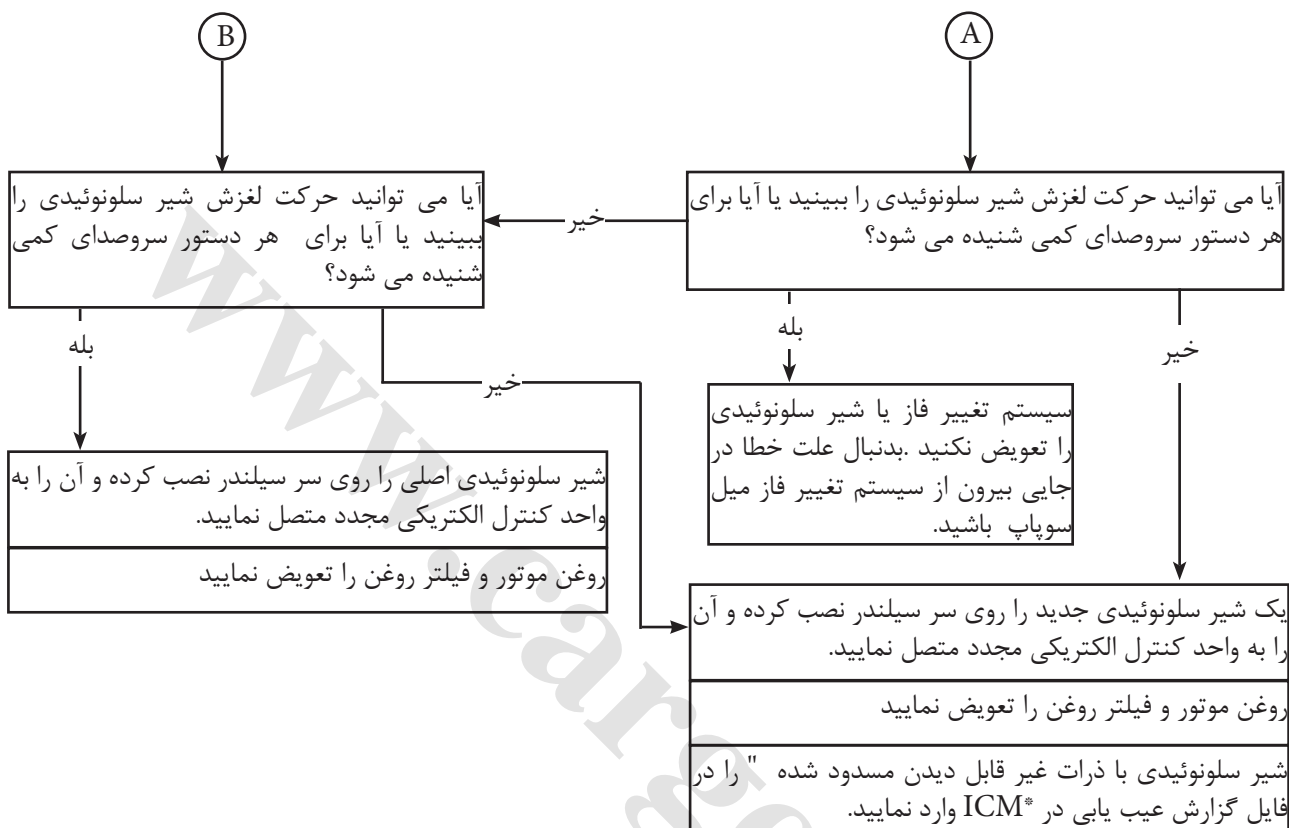 A
B
آیا می توانید حرکت لغزش شیر سلونوئیدی را ببینید یا آیا برای
هر دستور سروصدای کمی شنیده می شود؟
خیر
آیا می توانید حرکت لغزش شیر سلونوئیدی را
ببینید یا آیا برای هر دستور سروصدای کمی
شنیده می شود؟
خیر
بله
بله
خیر
سیستم تغییر فاز یا شیر سلونوئیدی
را تعویض نکنید .بدنبال علت خطا در
جایی بیرون از سیستم تغییر فاز میل
سوپاپ باشید.
شیر سلونوئیدی اصلی را روی سر سیلندر نصب کرده و آن را به
واحد کنترل الکتریکی مجدد متصل نمایید.
روغن موتور و فیلتر روغن را تعویض نمایید
یک شیر سلونوئیدی جدید را روی سر سیلندر نصب کرده و آن
را به واحد کنترل الکتریکی مجدد متصل نمایید.
روغن موتور و فیلتر روغن را تعویض نمایید
شیر سلونوئیدی با ذرات غیر قابل دیدن مسدود شده " را در
فایل گزارش عیب یابی در *ICM وارد نمایید.
www.carge